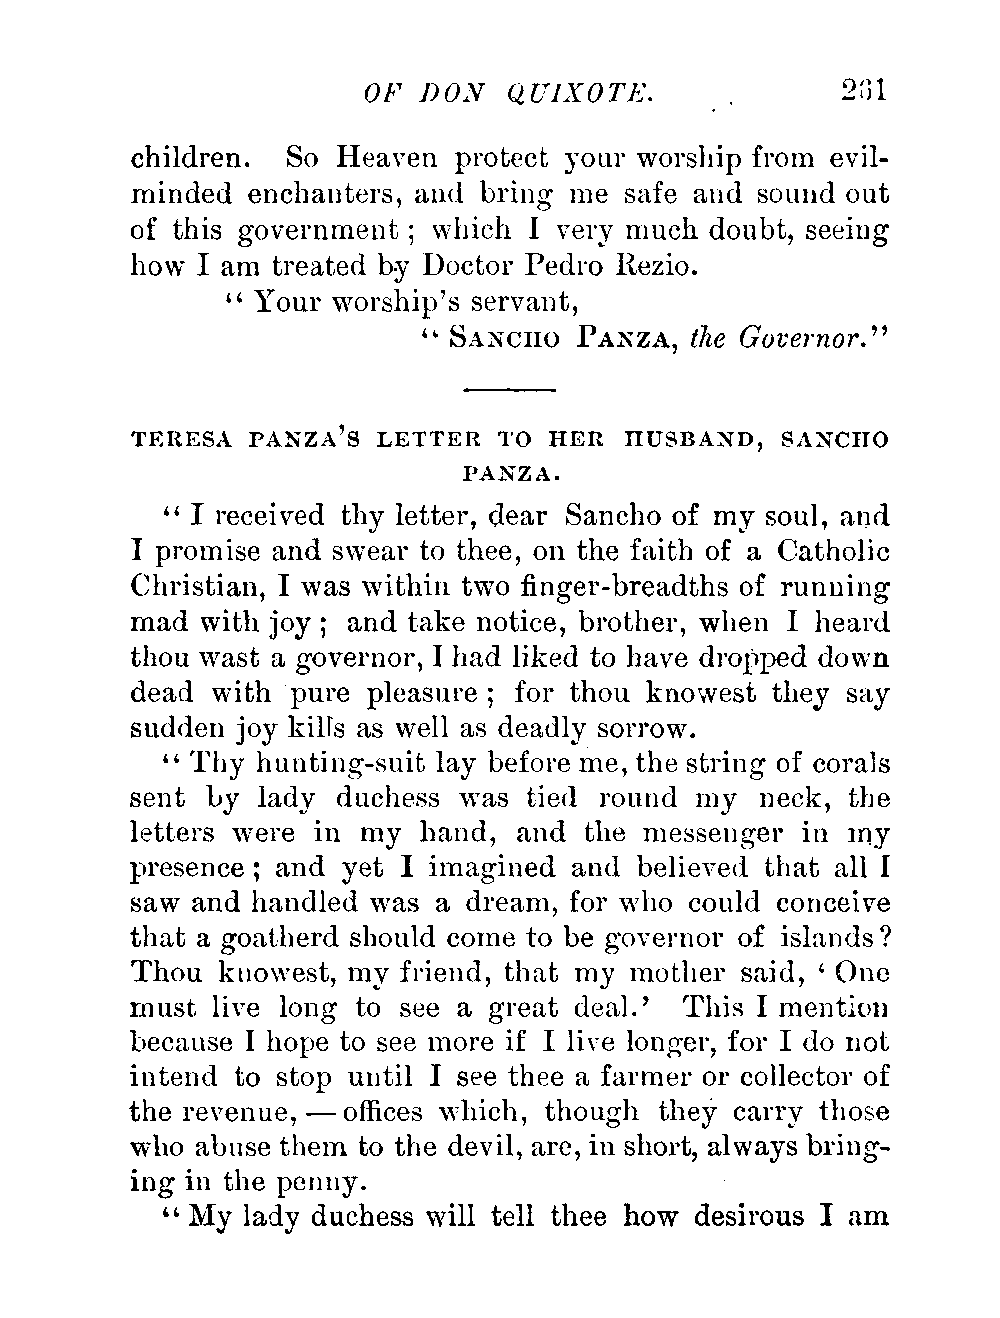 OF DON QUIXOTE. 261
children. So Heaven protect your worship from evil-
minded enchanters, and bring me safe and sound out
of this government ; which I very much doubt, seeing
how I am treated by Doctor Pedro Rezio.
“ Your worship’s servant,
“ SANCHO PANZA, the Governor.”
TERESA PANZA’S LETTER TO HER HUSBAND, SANCHO
PANZA.
“ I received thy letter, dear Sancho of my soul, and
I promise and swear to thee, on the faith of a Catholic
Christian, I was within two finger-breadths of running
mad with joy ; and take notice, brother, when I heard
thou wast a governor, I had liked to have dropped down
dead with pure pleasure ; for thou knowest they say
sudden joy kills as well as deadly sorrow.
“ Thy hunting-suit lay before me, the string of corals
sent by lady duchess was tied round my neck, the
letters were in my hand, and the messenger in my
presence ; and yet I imagined and believed that all I
saw and handled was a dream, for who could conceive
that a goatherd should come to be governor of islands ?
Thou knowest, my friend, that my mother said, ‘ One
must live long to see a great deal.’ This I mention
because I hope to see more if I live longer, for I do not
intend to stop until I see thee a farmer or collector of
the revenue, — offices which, though they carry those
who abuse them to the devil, are, in short, always bring-
ing in the penny.
“ My lady duchess will tell thee how desirous I am